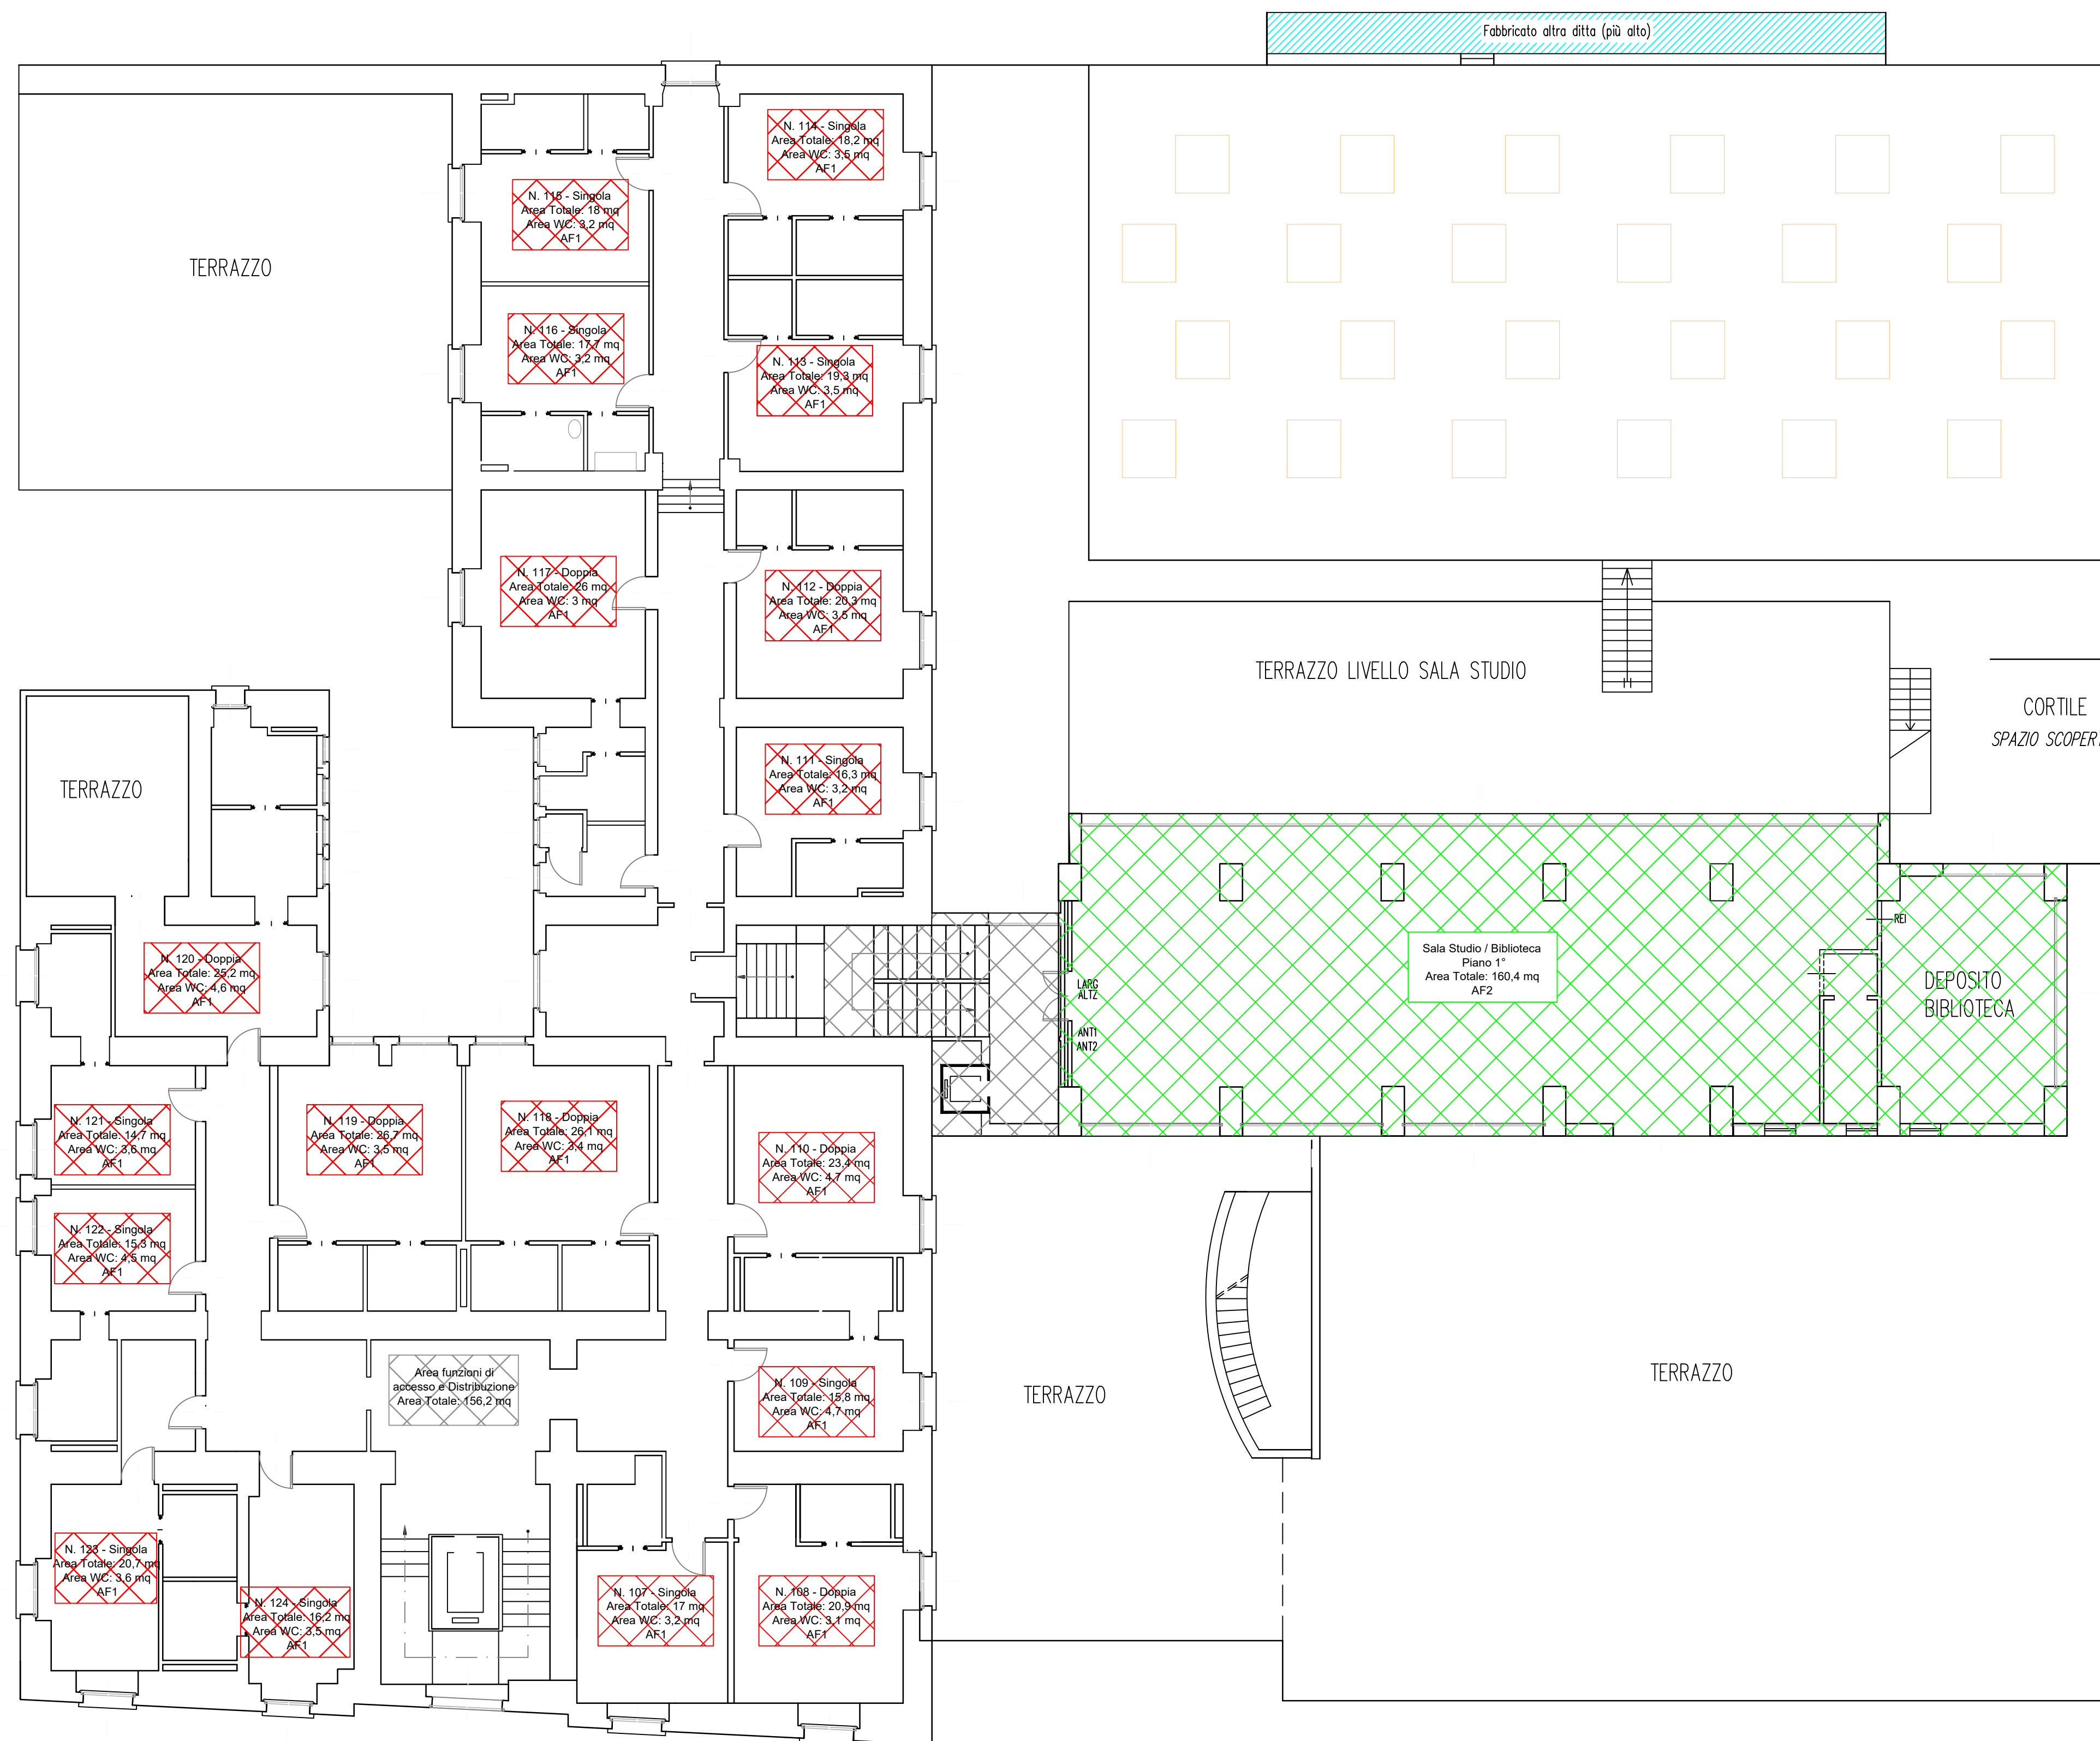 Fabbricato altra ditta (più alto)
N. 114 - Singola
Area Totale: 18,2 mq
Area WC: 3,5 mq
AF1
N. 115 - Singola
Area Totale: 18 mq
Area WC: 3,2 mq
AF1
TERRAZZO
N. 116 - Singola
Area Totale: 17,7 mq
Area WC: 3,2 mq
AF1
N. 113 - Singola
Area Totale: 19,3 mq
Area WC: 3,5 mq
AF1
N. 117 - Doppia
Area Totale: 26 mq
Area WC: 3 mq
AF1
N. 112 - Doppia
Area Totale: 20,3 mq
Area WC: 3,5 mq
AF1
TERRAZZO LIVELLO SALA STUDIO
CORTILE
SPAZIO SCOPER
TERRAZZO
N. 111 - Singola
Area Totale: 16,3 mq
Area WC: 3,2 mq
AF1
REI
N. 120 - Doppia
Area Totale: 25,2 mq
Area WC: 4,6 mq
AF1
Sala Studio / Biblioteca
Piano 1°
Area Totale: 160,4 mq
AF2
LARG
ALTZ
ANT1
ANT2
DEPOSITO
BIBLIOTECA
N. 121 - Singola
Area Totale: 14,7 mq
Area WC: 3,6 mq
AF1
N. 119 - Doppia
Area Totale: 26,7 mq
Area WC: 3,5 mq
AF1
N. 118 - Doppia
Area Totale: 26,1 mq
Area WC: 3,4 mq
AF1
N. 110 - Doppia
Area Totale: 23,4 mq
Area WC: 4,7 mq
AF1
N. 122 - Singola
Area Totale: 15,3 mq
Area WC: 4,5 mq
AF1
Area funzioni di
accesso e Distribuzione
Area Totale: 156,2 mq
N. 109 - Singola
Area Totale: 15,8 mq
Area WC: 4,7 mq
AF1
TERRAZZO
TERRAZZO
N. 123 - Singola
Area Totale: 20,7 mq
Area WC: 3,6 mq
AF1
N. 124 - Singola
Area Totale: 16,2 mq
Area WC: 3,5 mq
AF1
N. 107 - Singola
Area Totale: 17 mq
Area WC: 3,2 mq
AF1
N. 108 - Doppia
Area Totale: 20,9 mq
Area WC: 3,1 mq
AF1